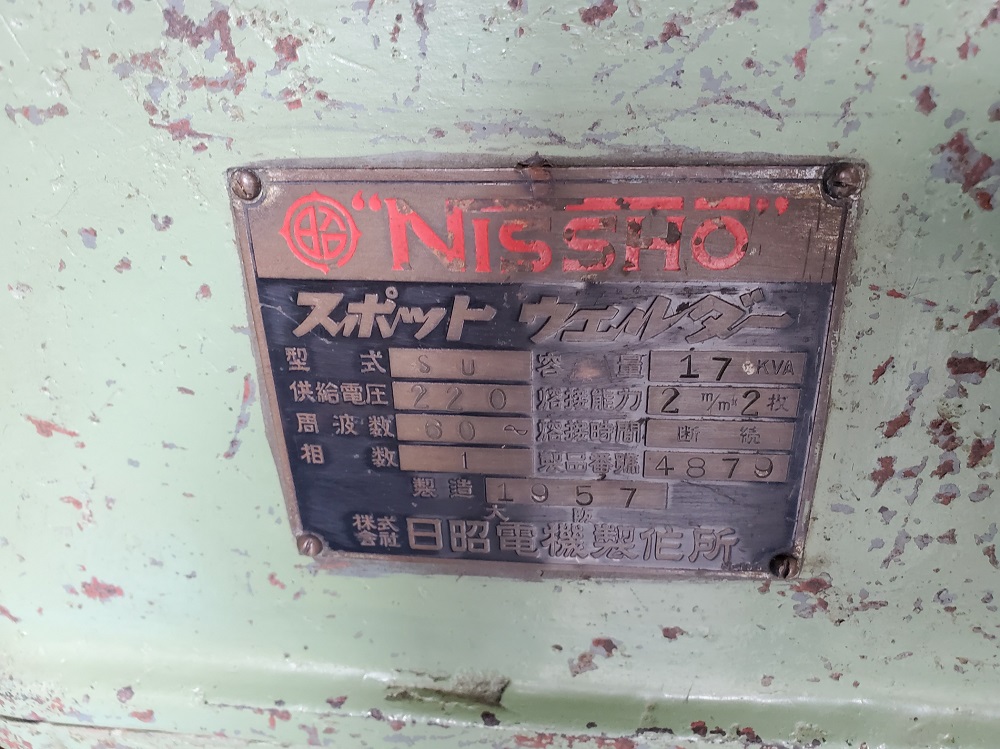 "NISSHO"
スポット ウエルダー
型式 SU 容量 17 KVA
供給電圧 220 熔接能力 2 m/m 2枚
周波数 60~ 熔接時間 断続
相数 1 製品番號 4879
製造 1957
大阪
株式会社 日昭電機製作所